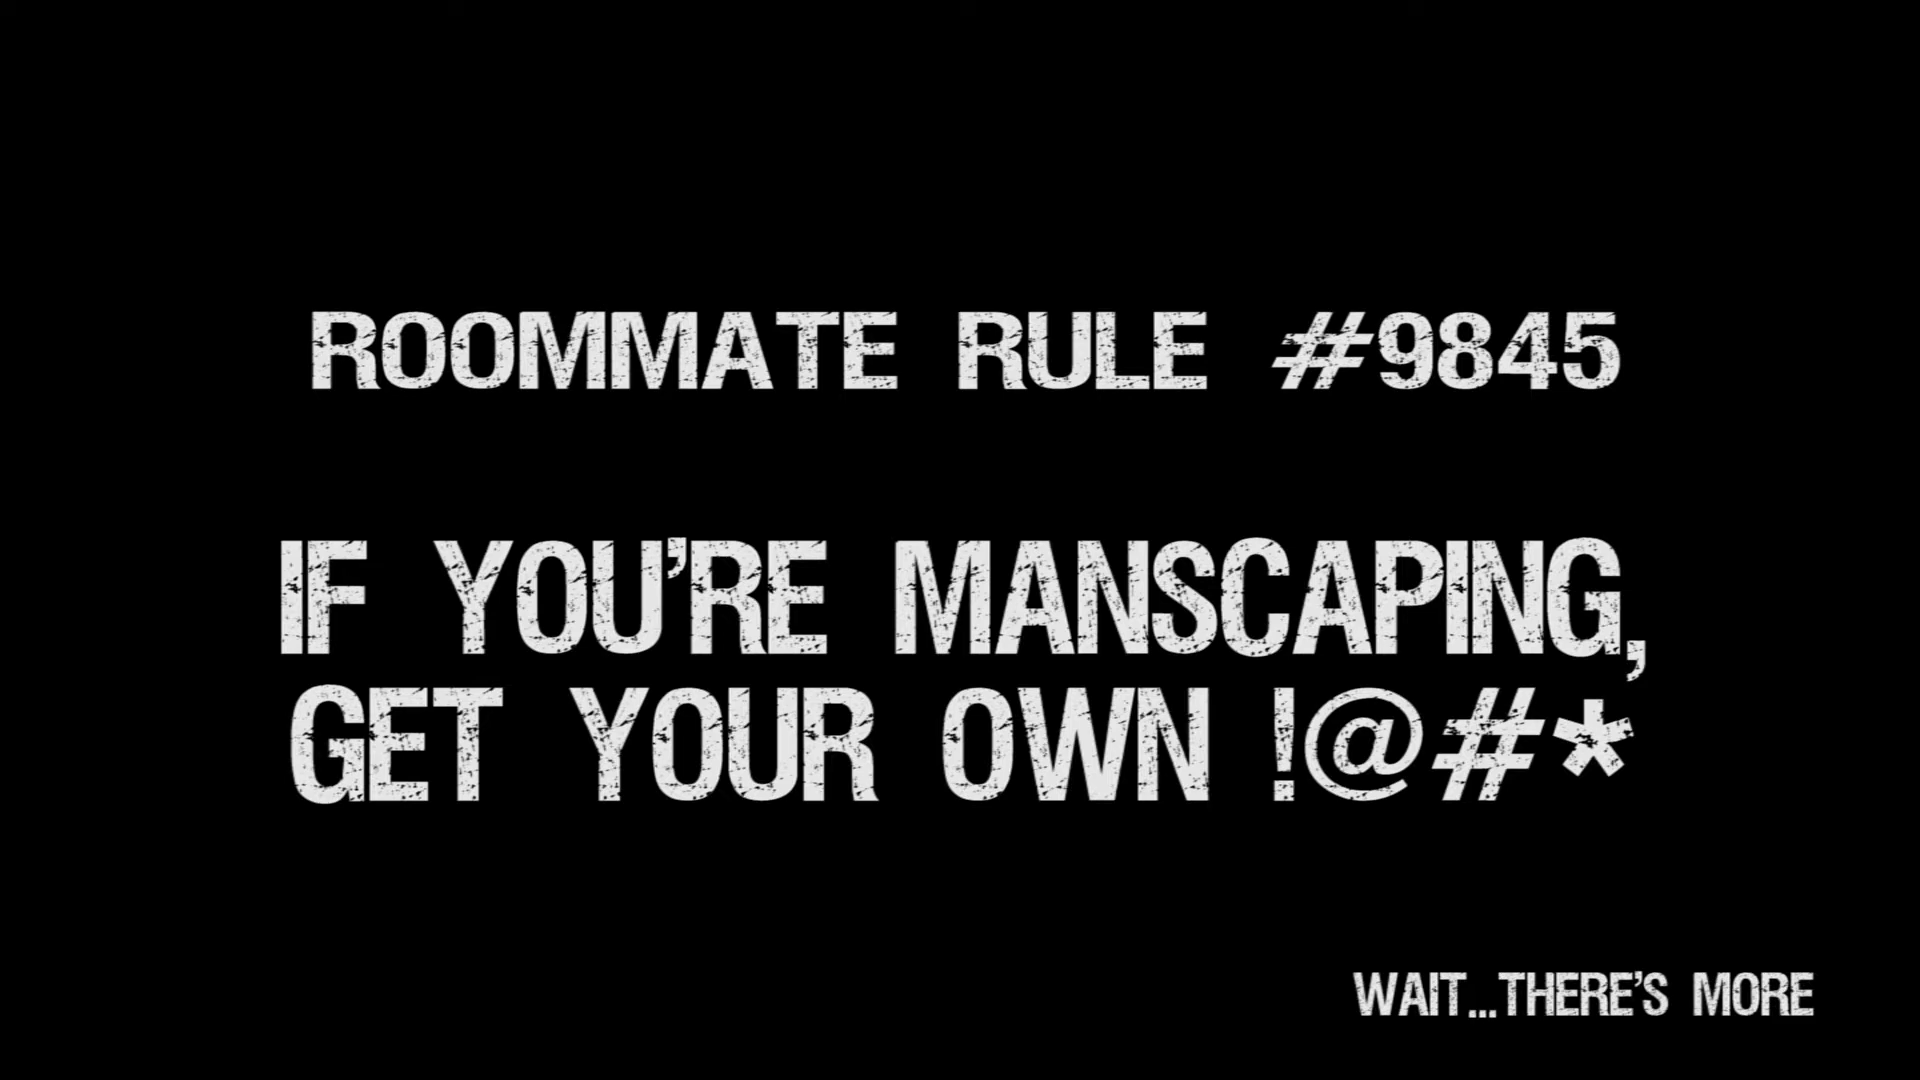 ROOMMATE RULE #9845
IF YOU'RE MANSCAPING,
GET YOUR OWN !@#*
WAIT...THERE'S MORE